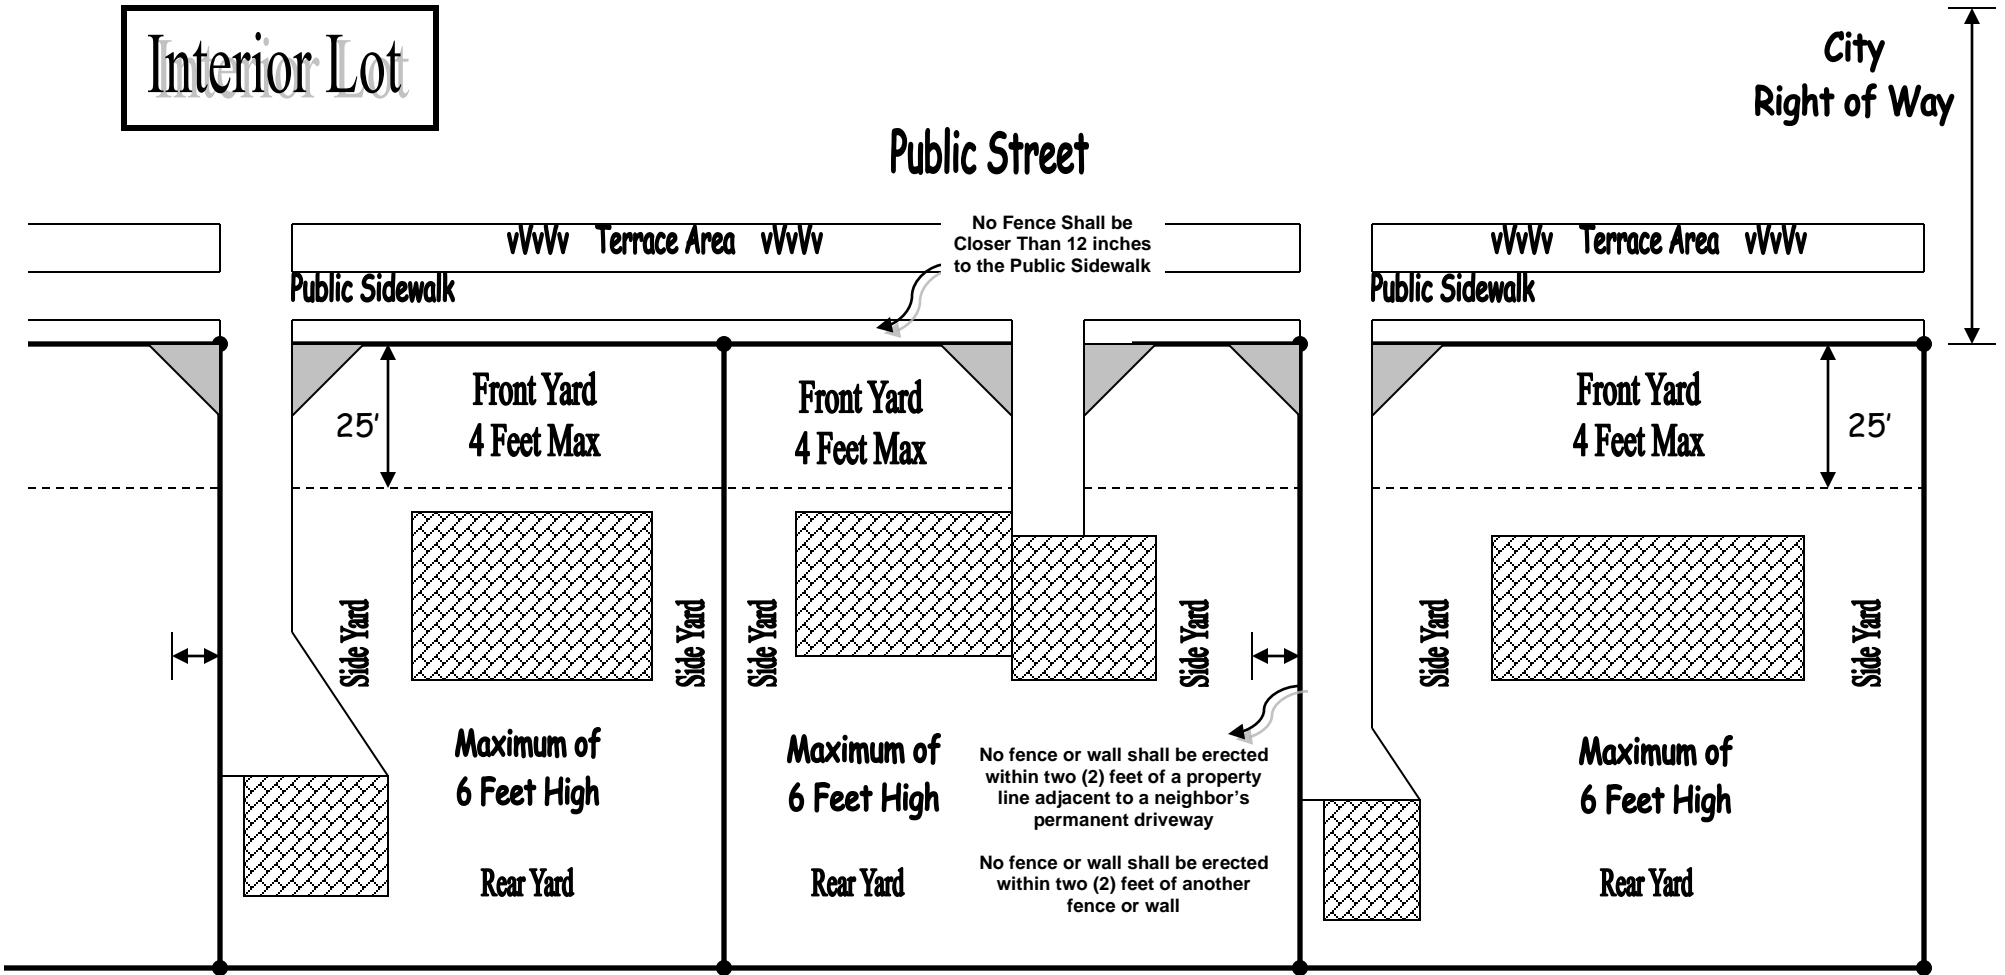 Interior Lot
City
Right of Way
Public Street
No Fence Shall be
Closer Than 12 inches
to the Public Sidewalk
vVvVv Terrace Area vVvVv
vVvVv Terrace Area vVvVv
Public Sidewalk
Public Sidewalk
Front Yard
4 Feet Max
25'
Front Yard
4 Feet Max
Front Yard
4 Feet Max
25'
Side Yard
Side Yard
Side Yard
Side Yard
Side Yard
Side Yard
Maximum of
6 Feet High
Maximum of
6 Feet High
No fence or wall shall be erected
within two (2) feet of a property
line adjacent to a neighbor’s
permanent driveway
Maximum of
6 Feet High
Rear Yard
Rear Yard
No fence or wall shall be erected
within two (2) feet of another
fence or wall
Rear Yard